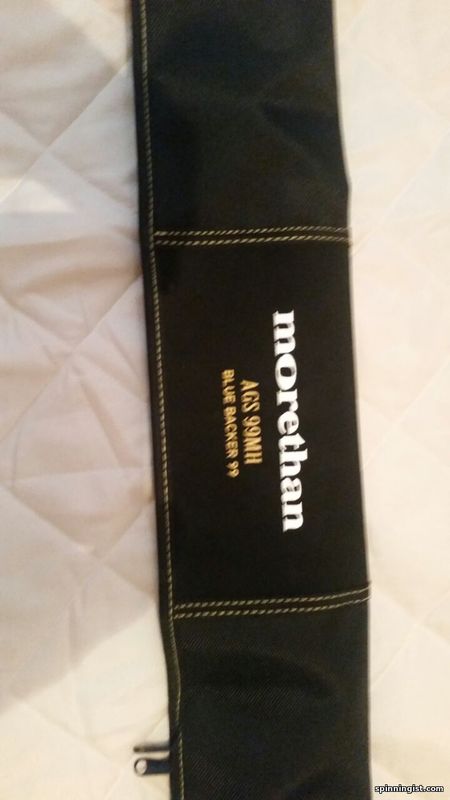 morethan
AGS 99MH
BLUE BACKER 99
spinningist.com